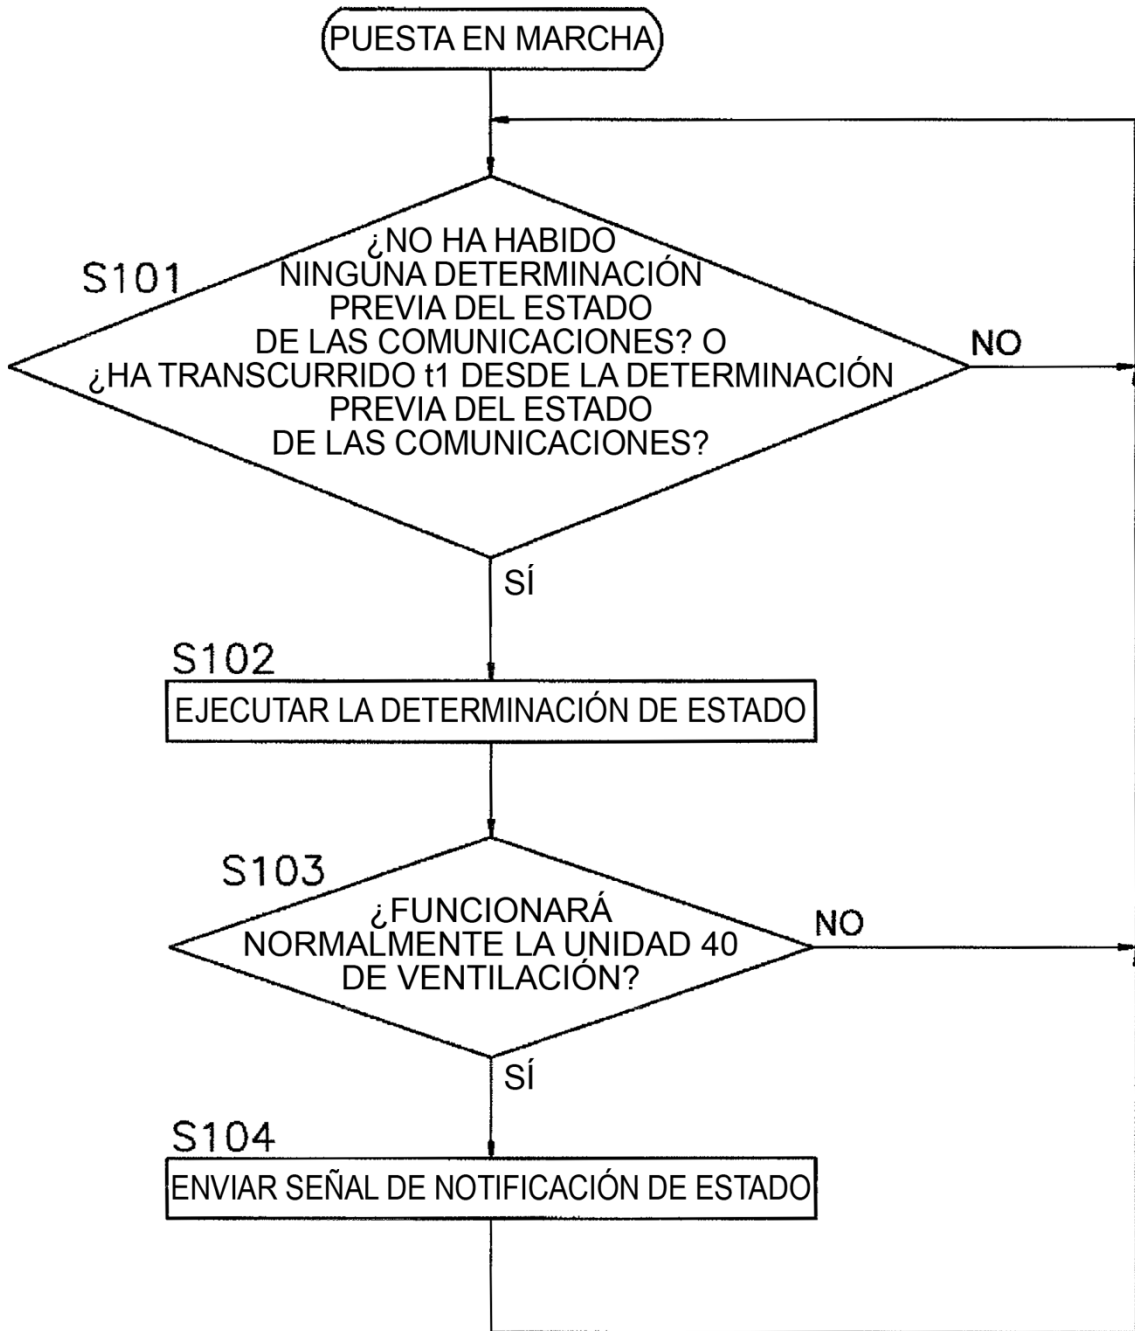 PUESTA EN MARCHA
S101
¿NO HA HABIDO
NINGUNA DETERMINACIÓN
PREVIA DEL ESTADO
DE LAS COMUNICACIONES? O
¿HA TRANSCURRIDO t1 DESDE LA DETERMINACIÓN
PREVIA DEL ESTADO
DE LAS COMUNICACIONES?
NO
SÍ
S102
EJECUTAR LA DETERMINACIÓN DE ESTADO
S103
¿FUNCIONARÁ
NORMALMENTE LA UNIDAD 40
DE VENTILACIÓN?
NO
SÍ
S104
ENVIAR SEÑAL DE NOTIFICACIÓN DE ESTADO